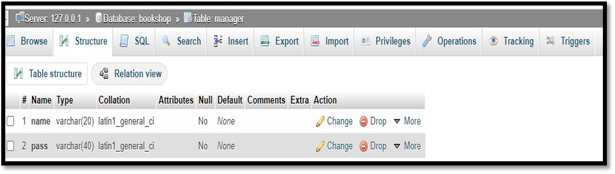 Server: 127.0.0.1 » Database: bookshop » Table: manager
Browse Structure SQL Search Insert Export Import Privileges Operations Tracking Triggers
Table structure Relation view
# Name Type Collation Attributes Null Default Comments Extra Action
1 name varchar(20) latin1_general_ci No None Change Drop More
2 pass varchar(40) latin1_general_ci No None Change Drop More